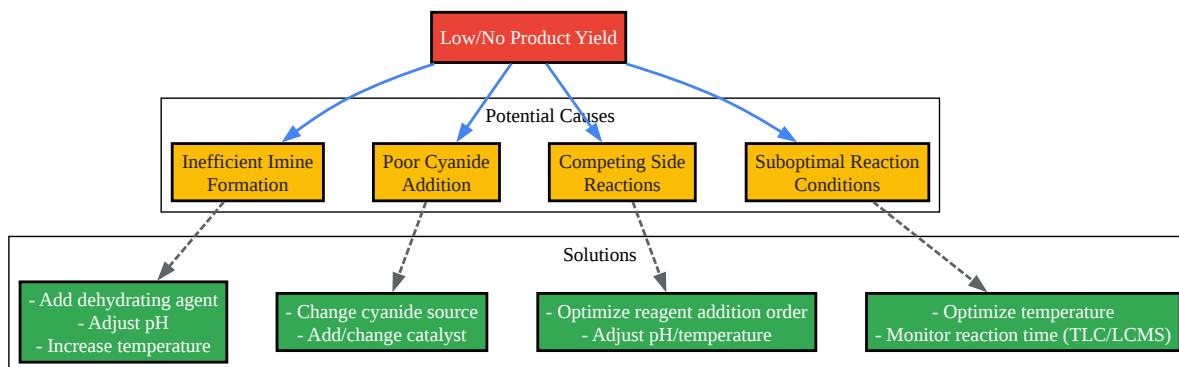 Low/No Product Yield
Potential Causes
Inefficient Imine
Formation
Poor Cyanide
Addition
Competing Side
Reactions
Suboptimal Reaction
Conditions
Solutions
- Add dehydrating agent
- Adjust pH
- Increase temperature
- Change cyanide source
- Add/change catalyst
- Optimize reagent addition order
- Adjust pH/temperature
- Optimize temperature
- Monitor reaction time (TLC/LCMS)